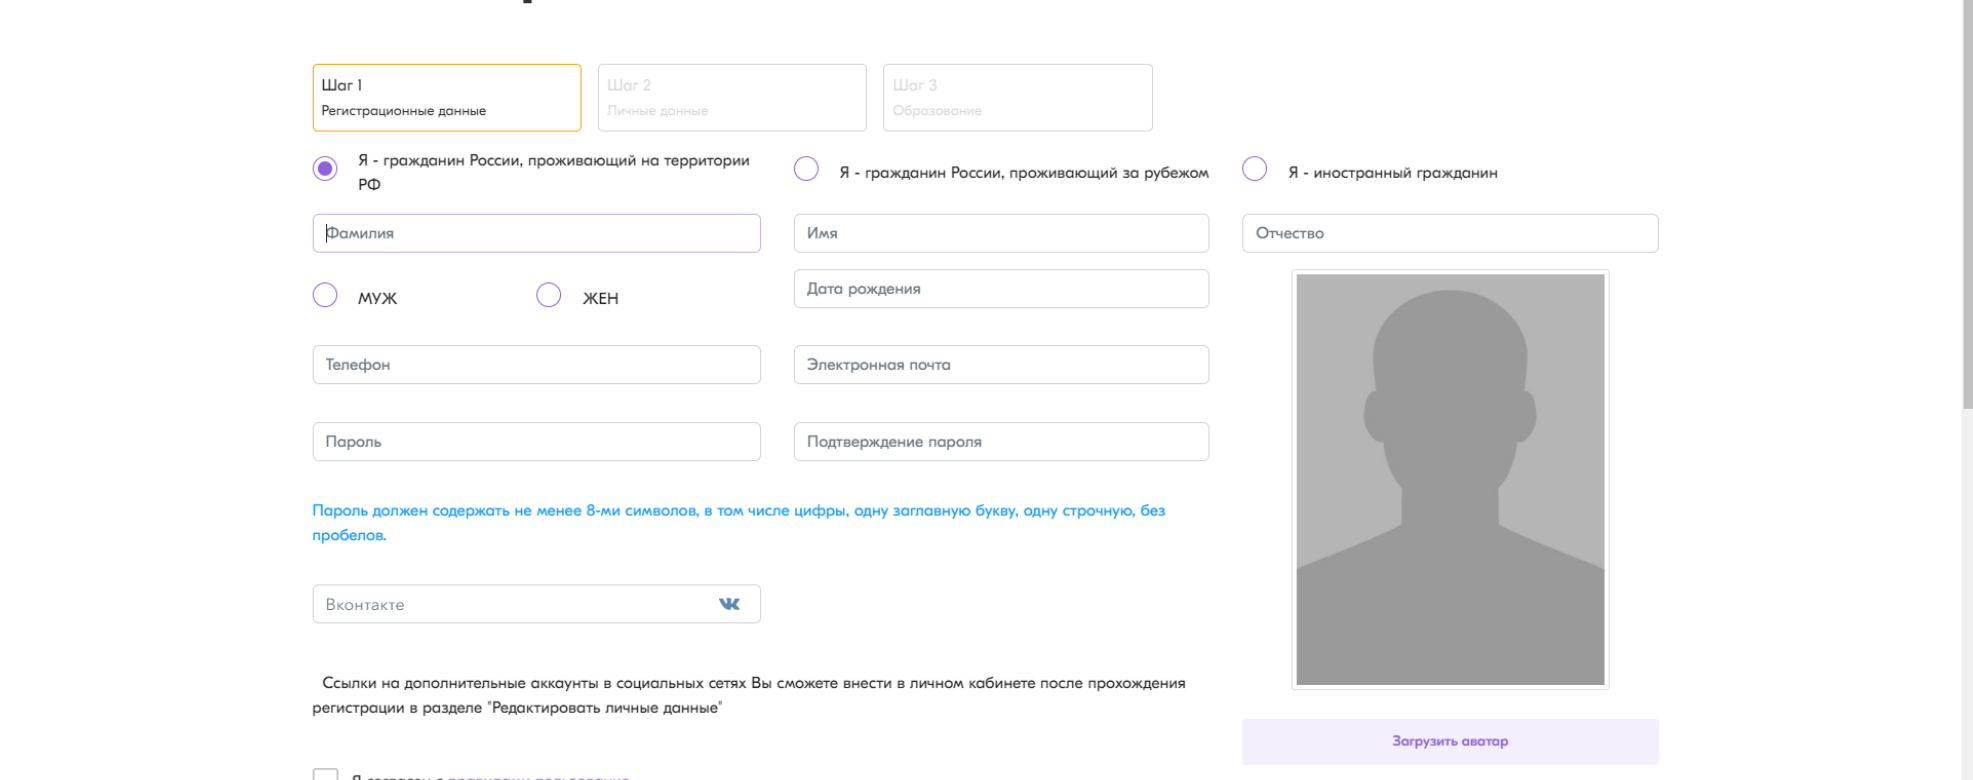 Шаг 1
Регистрационные данные
Шаг 2
Личные данные
Шаг 3
Образование
Я - гражданин России, проживающий на территории
РФ
Я - гражданин России, проживающий за рубежом
Я - иностранный гражданин
Фамилия
Имя
Отчество
МУЖ
ЖЕН
Дата рождения
Телефон
Электронная почта
Пароль
Подтверждение пароля
Пароль должен содержать не менее 8-ми символов, в том числе цифры, одну заглавную букву, одну строчную, без
пробелов.
Вконтакте
Ссылки на дополнительные аккаунты в социальных сетях Вы сможете внести в личном кабинете после прохождения
регистрации в разделе "Редактировать личные данные"
Загрузить аватар
Я согласен с правилами пользования